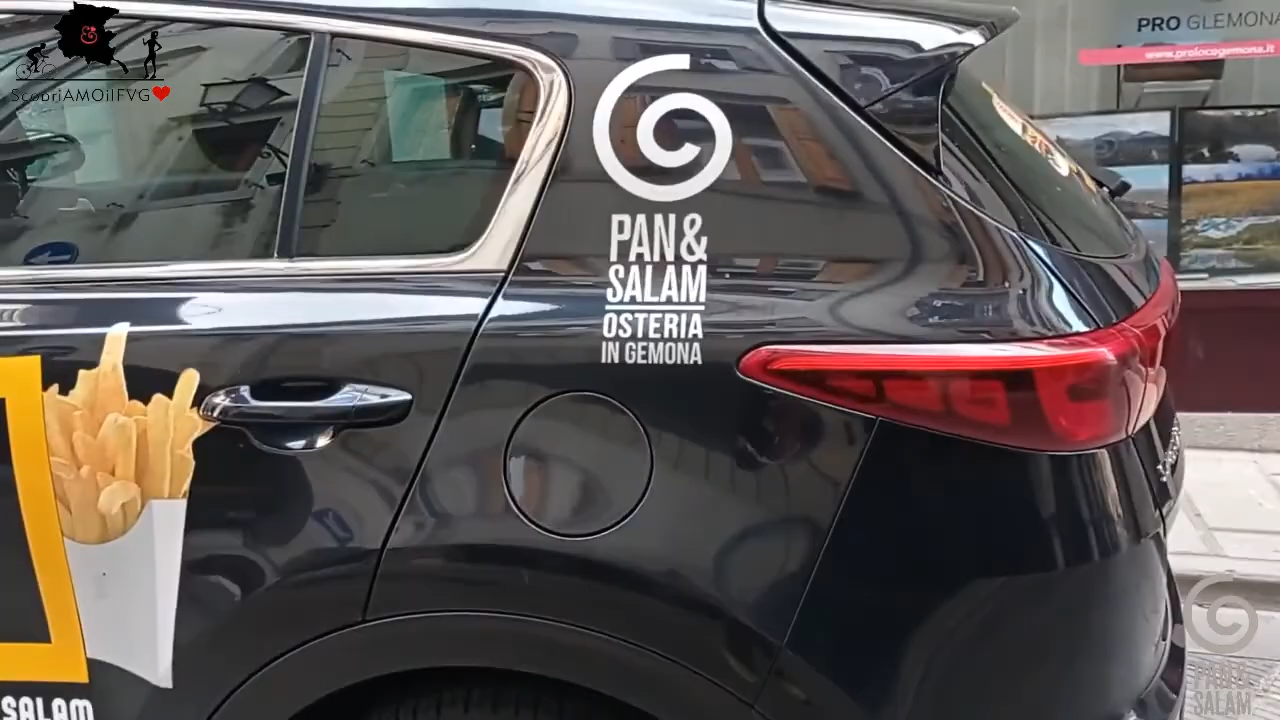 &
ScopriAMOilFVG
PRO GLEMONA
www.prolocogemona.it
PAN&
SALAM
OSTERIA
IN GEMONA
SALAM
PAN&
SALAM